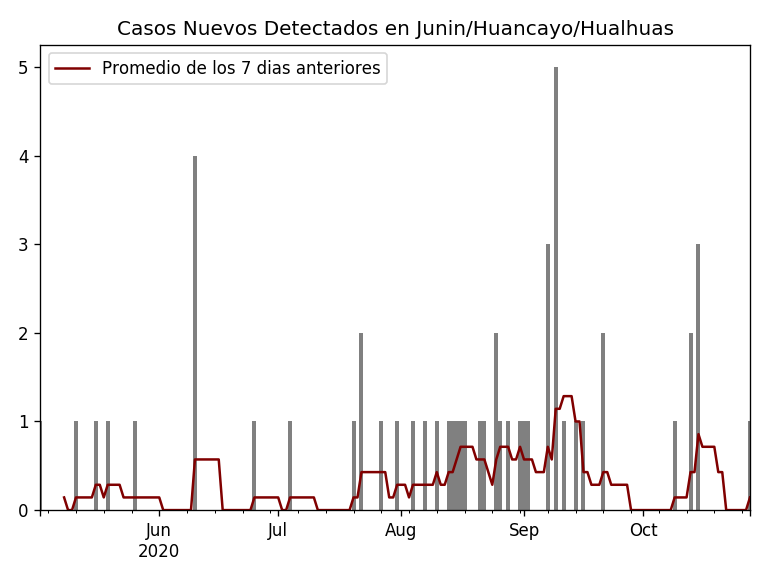 Casos Nuevos Detectados en Junin/Huancayo/Hualhuas
Promedio de los 7 dias anteriores
5
4
3
2
1
0
Jun Jul Aug Sep Oct
2020